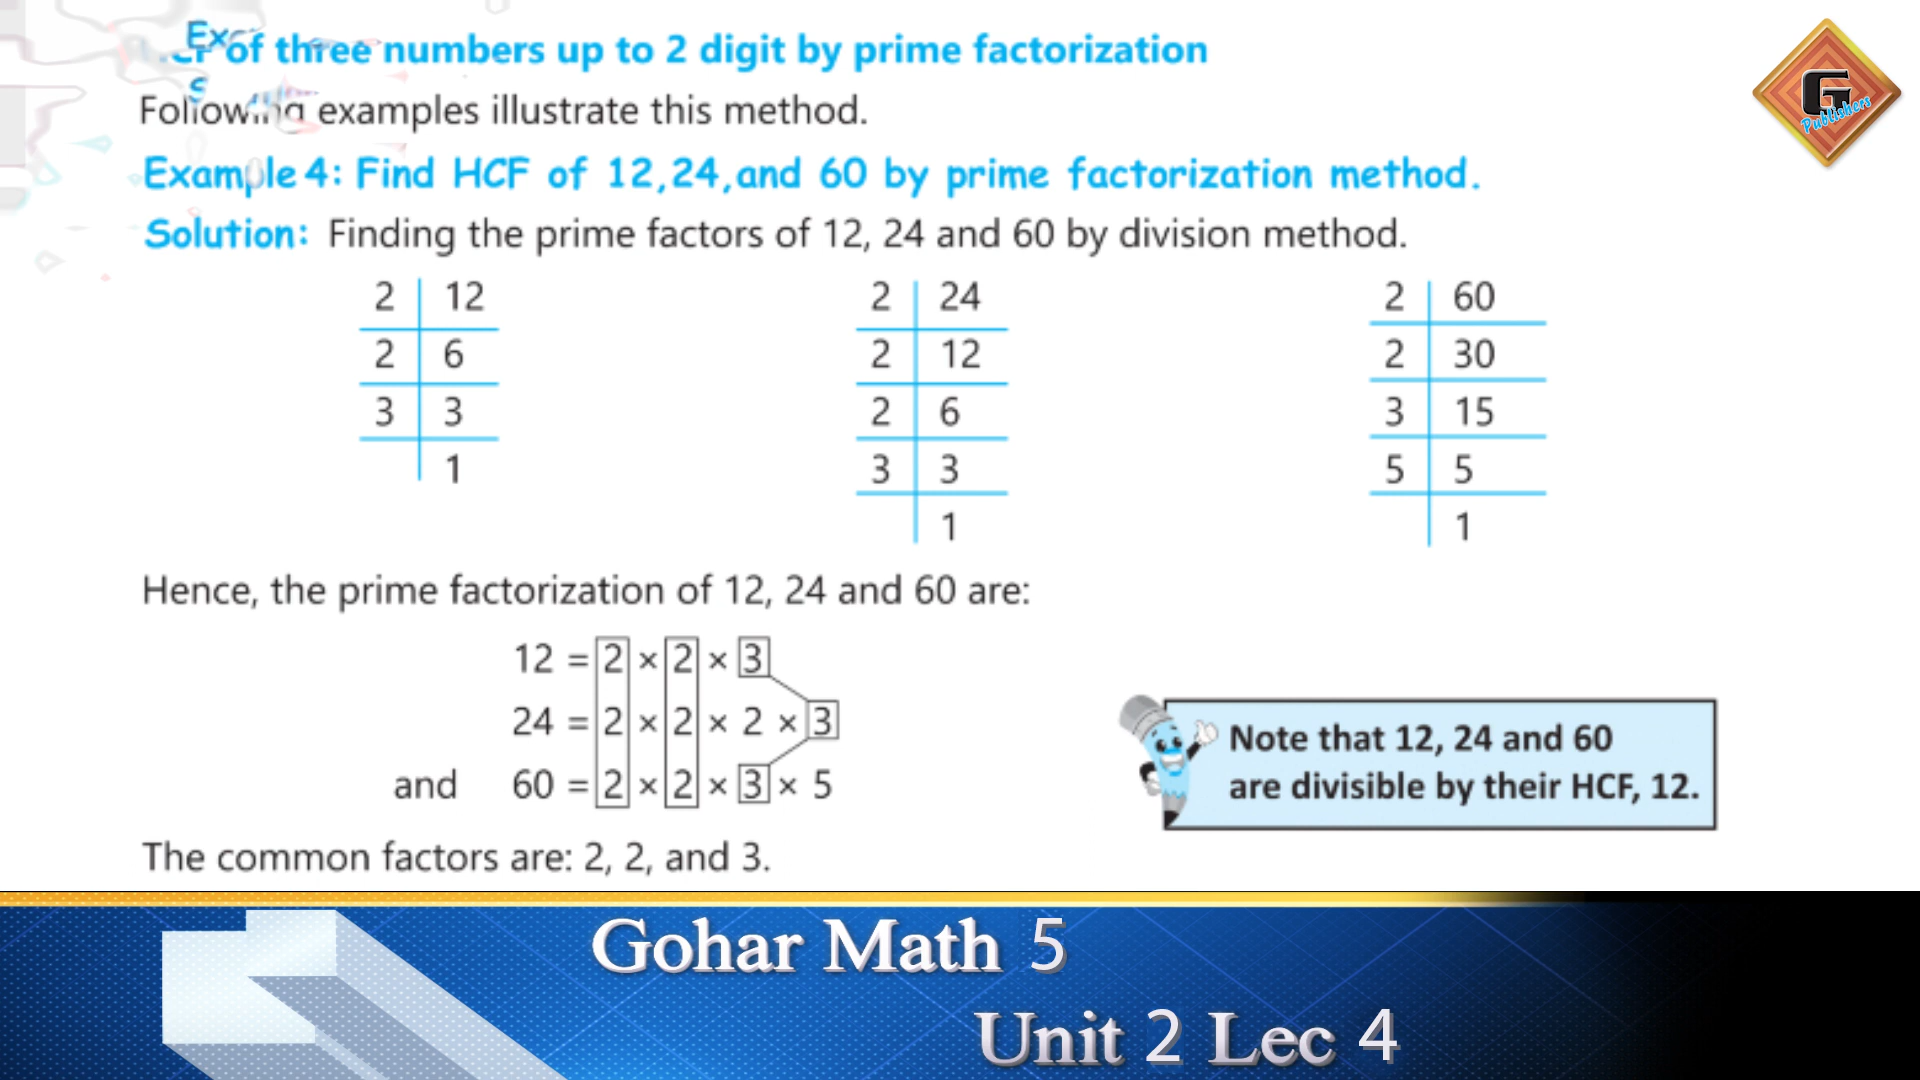 of three numbers up to 2 digit by prime factorization
Following examples illustrate this method.
Example 4: Find HCF of 12,24,and 60 by prime factorization method.
Solution: Finding the prime factors of 12, 24 and 60 by division method.
2 12
2 6
3 3
1
2 24
2 12
2 6
3 3
1
2 60
2 30
3 15
5 5
1
Hence, the prime factorization of 12, 24 and 60 are:
12 = 2 × 2 × 3
24 = 2 × 2 × 2 × 3
and 60 = 2 × 2 × 3 × 5
Note that 12, 24 and 60
are divisible by their HCF, 12.
The common factors are: 2, 2, and 3.
G
Publishers
Gohar Math 5
Unit 2 Lec 4